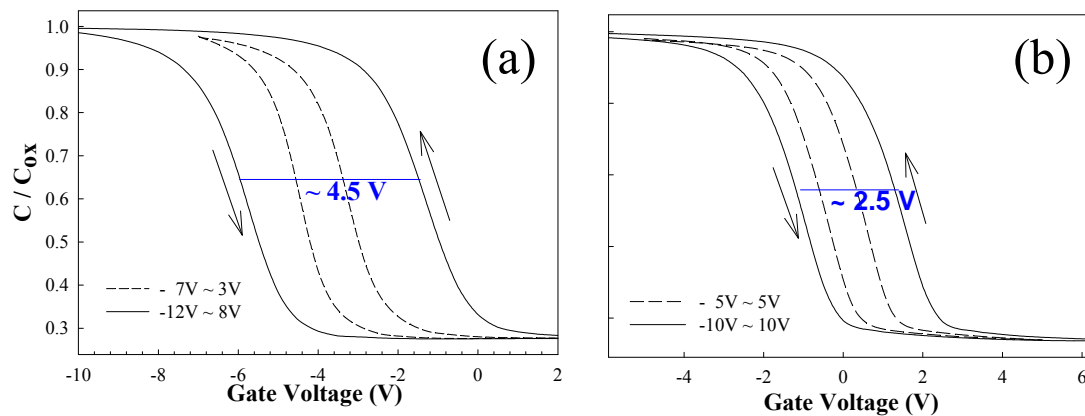 (a)
1.0
0.9
0.8
0.7
0.6
0.5
0.4
0.3
C / Cox
~ 4.5 V
- 7V ~ 3V
-12V ~ 8V
-10 -8 -6 -4 -2 0 2
Gate Voltage (V)
(b)
~ 2.5 V
- 5V ~ 5V
-10V ~ 10V
-4 -2 0 2 4 6
Gate Voltage (V)